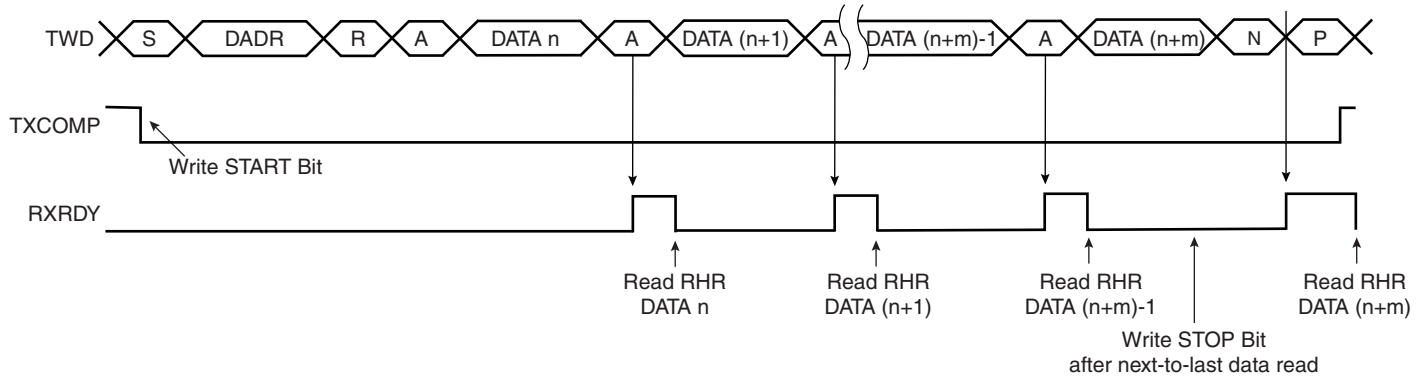 TWD S DADR R A DATA n A DATA (n+1) A DATA (n+m)-1 A DATA (n+m) N P
TXCOMP
Write START Bit
RXRDY
Read RHR Read RHR Read RHR Read RHR
DATA n DATA (n+1) DATA (n+m)-1 DATA (n+m)
Write STOP Bit
after next-to-last data read